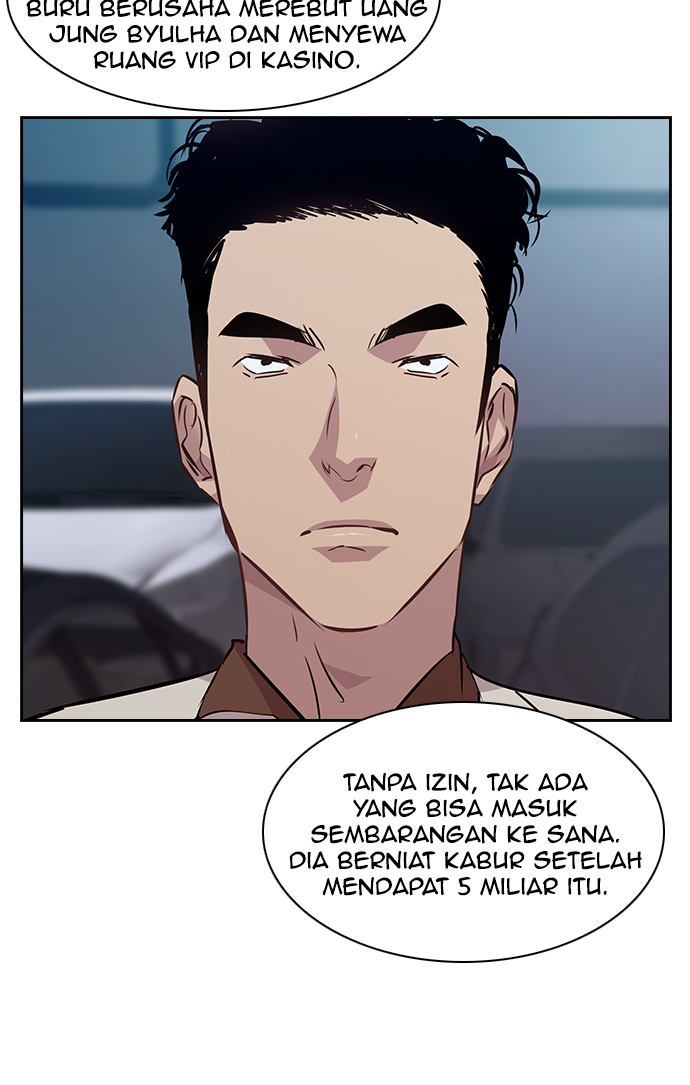 BURU BERUSAHA MEREBUT UANG
JUNG BYULHA DAN MENYEWA
RUANG VIP DI KASINO.
TANPA IZIN, TAK ADA
YANG BISA MASUK
SEMBARANGAN KE SANA.
DIA BERNIAT KABUR SETELAH
MENDAPAT 5 MILIAR ITU.